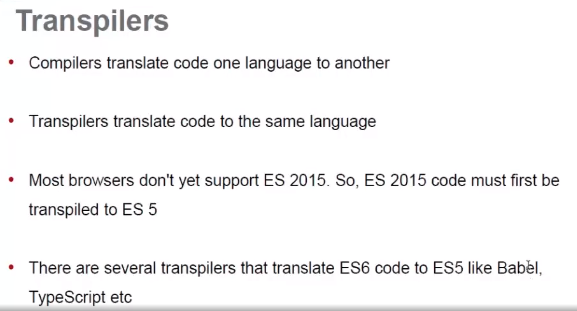 Transpilers
• Compilers translate code one language to another
• Transpilers translate code to the same language
• Most browsers don't yet support ES 2015. So, ES 2015 code must first be
transpiled to ES 5
• There are several transpilers that translate ES6 code to ES5 like Babel,
TypeScript etc